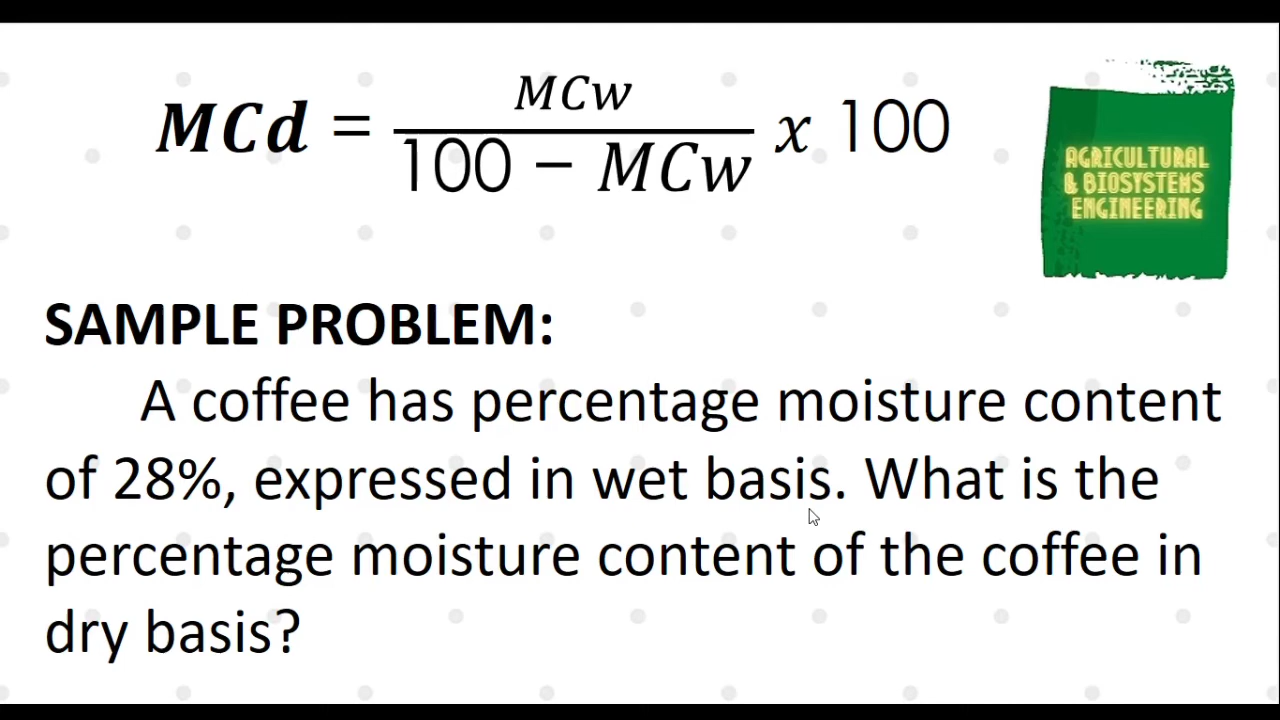 MCd = MCw / 100 − MCw x 100
AGRICULTURAL
& BIOSYSTEMS
ENGINEERING
SAMPLE PROBLEM:
A coffee has percentage moisture content
of 28%, expressed in wet basis. What is the
percentage moisture content of the coffee in
dry basis?